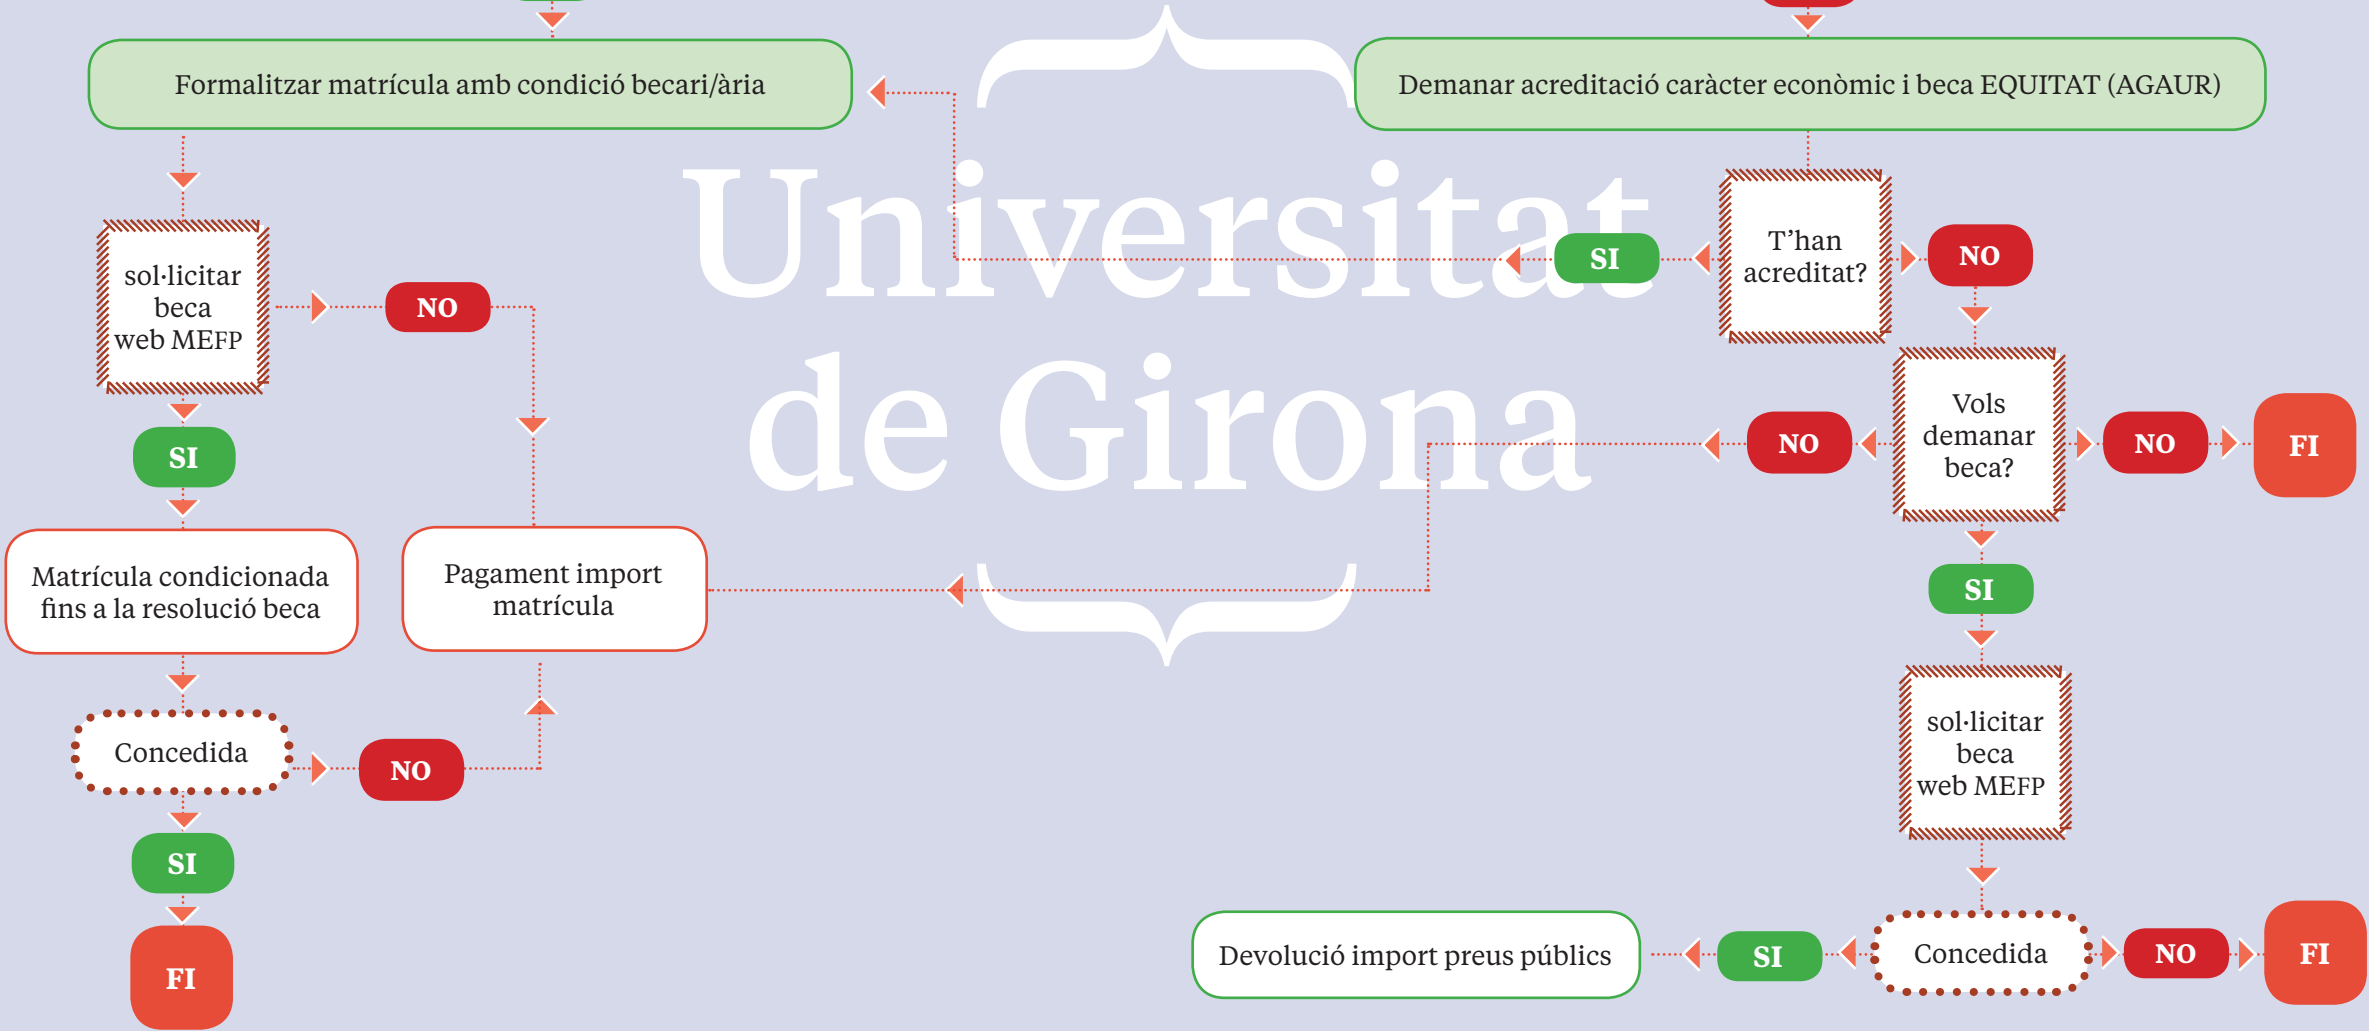 Formalitzar matrícula amb condició becari/ària
Demanar acreditació caràcter econòmic i beca EQUITAT (AGAUR)
Universitat
de Girona
T’han
acreditat?
SI
NO
sol·licitar
beca
web MEFP
NO
SI
Vols
demanar
beca?
NO
NO
FI
SI
Matrícula condicionada
fins a la resolució beca
Pagament import
matrícula
Concedida
NO
SI
FI
sol·licitar
beca
web MEFP
Concedida
SI
NO
FI
Devolució import preus públics